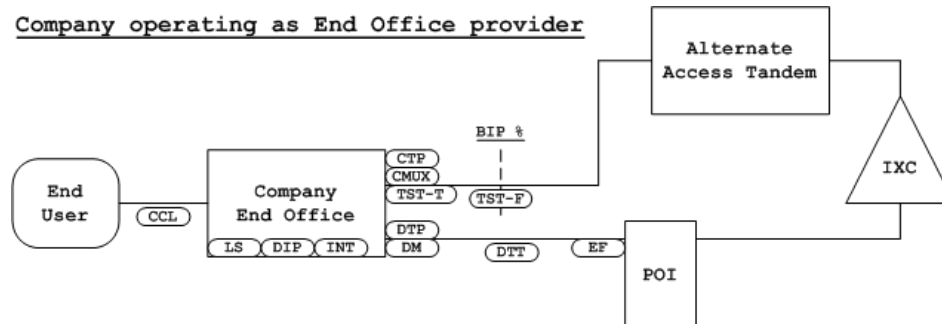 Company operating as End Office provider
Alternate
Access Tandem
BIP %
IXC
End
User
CCL
Company
End Office
LS
DIP
INT
CTP
CMUX
TST-T
TST-F
DTP
DM
DTT
EF
POI